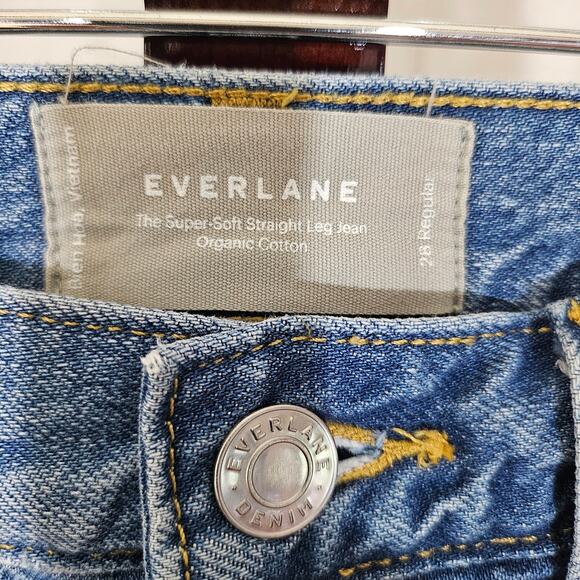 EVERLANE
The Super-Soft Straight Leg Jean
Organic Cotton
Bien Hoa, Vietnam
28 Regular
EVERLANE
DENIM